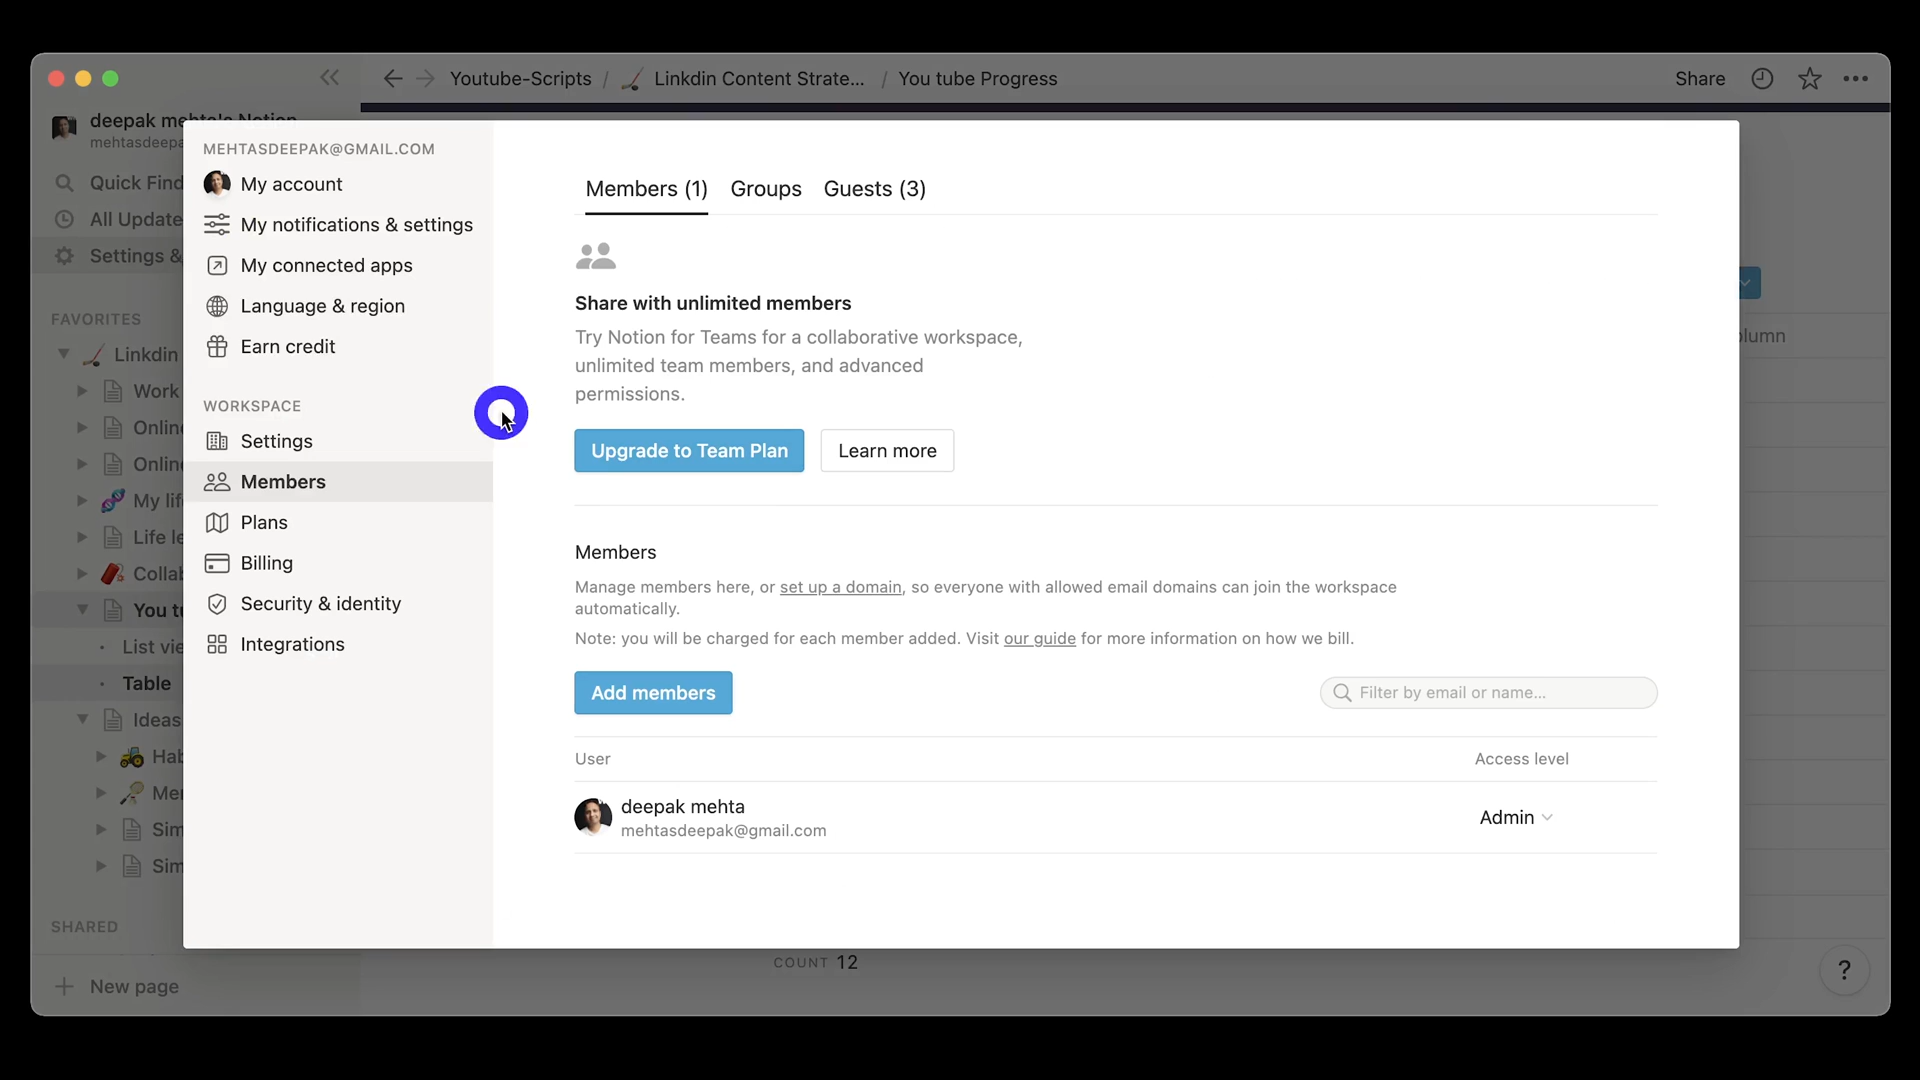 Youtube-Scripts / Linkdin Content Strate... / You tube Progress
Share
deepak mehta's Notion
mehtasdeepa
Quick Find
All Update
Settings &
FAVORITES
Linkdin
Work
Onlin
Onlin
My lif
Life le
Collab
You tu
List vie
Table
Ideas
Hab
Mer
Sim
Sim
SHARED
New page
MEHTASDEEPAK@GMAIL.COM
My account
My notifications & settings
My connected apps
Language & region
Earn credit
WORKSPACE
Settings
Members
Plans
Billing
Security & identity
Integrations
Members (1) Groups Guests (3)
Share with unlimited members
Try Notion for Teams for a collaborative workspace,
unlimited team members, and advanced
permissions.
Upgrade to Team Plan Learn more
Members
Manage members here, or set up a domain, so everyone with allowed email domains can join the workspace
automatically.
Note: you will be charged for each member added. Visit our guide for more information on how we bill.
Add members
Filter by email or name...
User Access level
deepak mehta
mehtasdeepak@gmail.com
Admin
lumn
COUNT 12
?